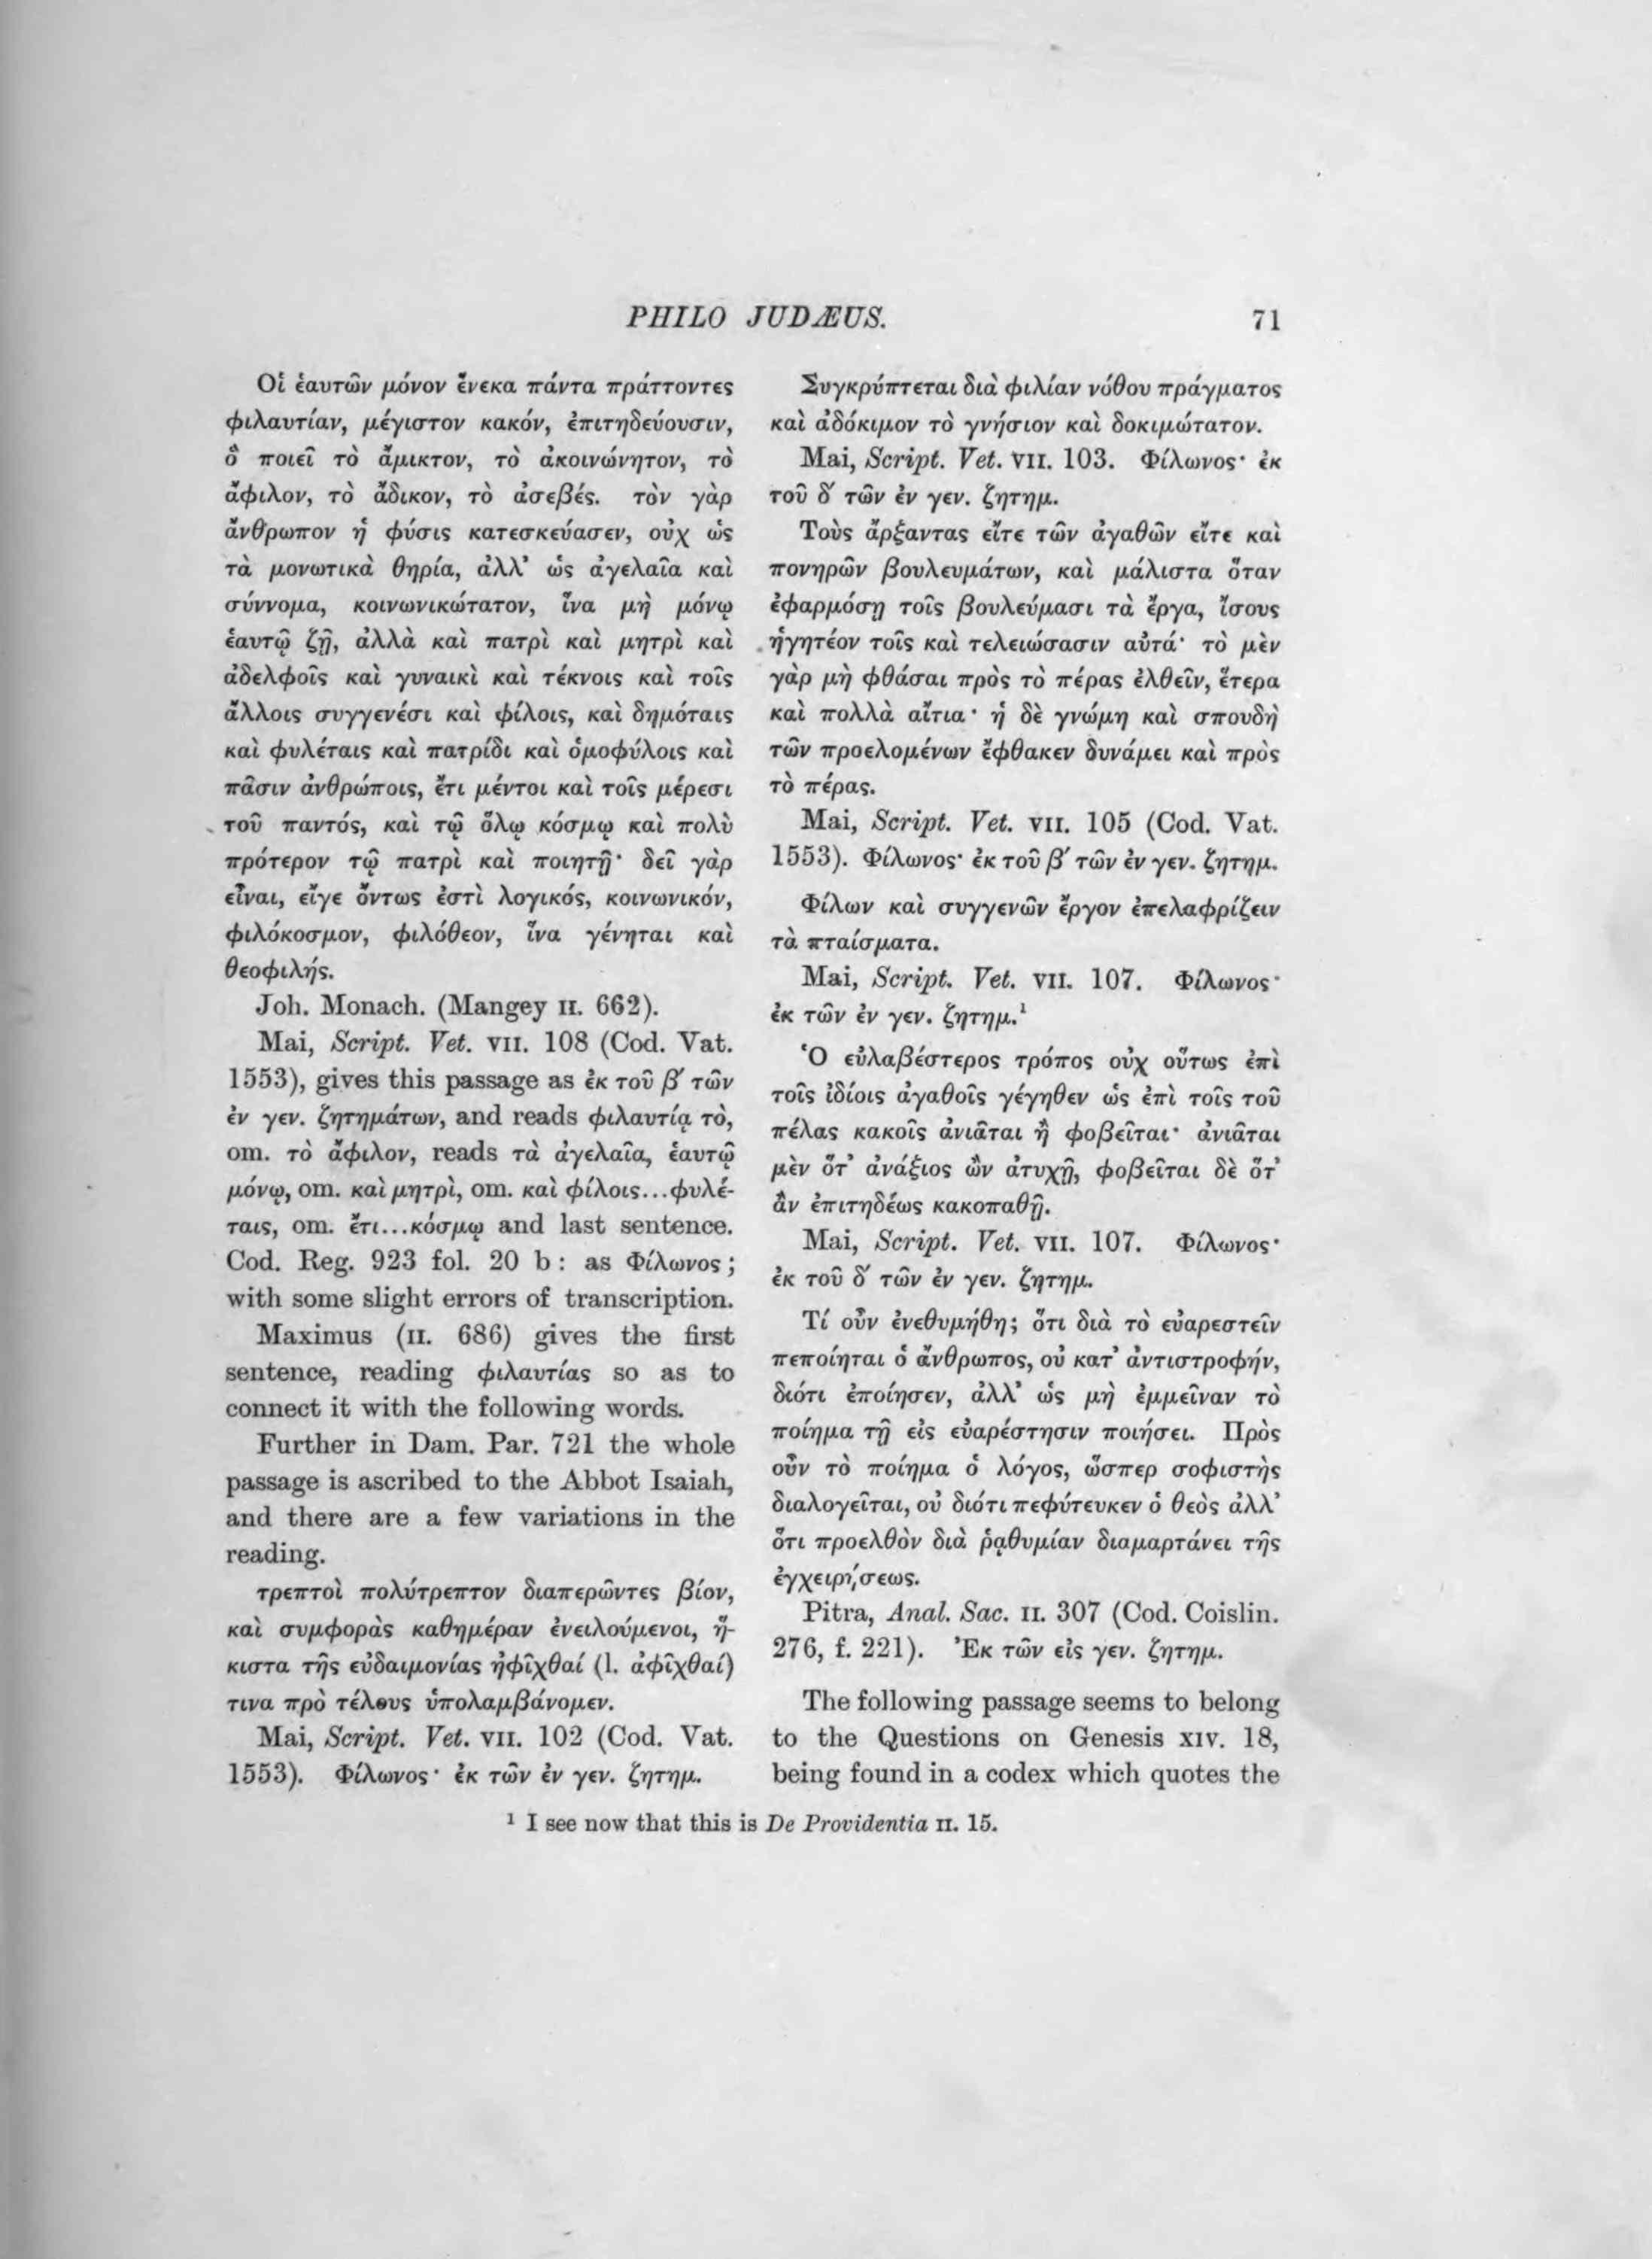 PHILO JUDÆUS.
71
Οἱ ἑαυτῶν μόνον ἕνεκα πάντα πράττοντες
φιλαυτίαν, μέγιστον κακόν, ἐπιτηδεύουσιν,
ὃ ποιεῖ τὸ ἄμικτον, τὸ ἀκοινώνητον, τὸ
ἄφιλον, τὸ ἄδικον, τὸ ἀσεβές. τὸν γὰρ
ἄνθρωπον ἡ φύσις κατεσκεύασεν, οὐχ ὡς
τὰ μονωτικὰ θηρία, ἀλλ’ ὡς ἀγελαῖα καὶ
σύννομα, κοινωνικώτατον, ἵνα μὴ μόνῳ
ἑαυτῷ ζῇ, ἀλλὰ καὶ πατρὶ καὶ μητρὶ καὶ
ἀδελφοῖς καὶ γυναικὶ καὶ τέκνοις καὶ τοῖς
ἄλλοις συγγενέσι καὶ φίλοις, καὶ δημόταις
καὶ φυλέταις καὶ πατρίδι καὶ ὁμοφύλοις καὶ
πᾶσιν ἀνθρώποις, ἔτι μέντοι καὶ τοῖς μέρεσι
τοῦ παντός, καὶ τῷ ὅλῳ κόσμῳ καὶ πολὺ
πρότερον τῷ πατρὶ καὶ ποιητῇ· δεῖ γὰρ
εἶναι, εἴγε ὄντως ἐστὶ λογικός, κοινωνικόν,
φιλόκοσμον, φιλόθεον, ἵνα γένηται καὶ
θεοφιλής.
Joh. Monach. (Mangey II. 662).
Mai, Script. Vet. VII. 108 (Cod. Vat.
1553), gives this passage as ἐκ τοῦ β´ τῶν
ἐν γεν. ζητημάτων, and reads φιλαυτίᾳ τὸ,
om. τὸ ἄφιλον, reads τὰ ἀγελαῖα, ἑαυτῷ
μόνῳ, om. καὶ μητρὶ, om. καὶ φίλοις...φυλέ-
ταις, om. ἔτι...κόσμῳ and last sentence.
Cod. Reg. 923 fol. 20 b: as Φίλωνος;
with some slight errors of transcription.
Maximus (II. 686) gives the first
sentence, reading φιλαυτίας so as to
connect it with the following words.
Further in Dam. Par. 721 the whole
passage is ascribed to the Abbot Isaiah,
and there are a few variations in the
reading.
τρεπτοὶ πολύτρεπτον διαπερῶντες βίον,
καὶ συμφορὰς καθημέραν ἐνειλούμενοι, ἥ-
κιστα τῆς εὐδαιμονίας ἠφῖχθαί (l. ἀφῖχθαί)
τινα πρὸ τέλους ὑπολαμβάνομεν.
Mai, Script. Vet. VII. 102 (Cod. Vat.
1553). Φίλωνος· ἐκ τῶν ἐν γεν. ζητημ.
Συγκρύπτεται διὰ φιλίαν νόθου πράγματος
καὶ ἀδόκιμον τὸ γνήσιον καὶ δοκιμώτατον.
Mai, Script. Vet. VII. 103. Φίλωνος· ἐκ
τοῦ δ´ τῶν ἐν γεν. ζητημ.
Τοὺς ἄρξαντας εἴτε τῶν ἀγαθῶν εἴτε καὶ
πονηρῶν βουλευμάτων, καὶ μάλιστα ὅταν
ἐφαρμόσῃ τοῖς βουλεύμασι τὰ ἔργα, ἴσους
ἡγητέον τοῖς καὶ τελειώσασιν αὐτά· τὸ μὲν
γὰρ μὴ φθάσαι πρὸς τὸ πέρας ἐλθεῖν, ἕτερα
καὶ πολλὰ αἴτια· ἡ δὲ γνώμη καὶ σπουδὴ
τῶν προελομένων ἔφθακεν δυνάμει καὶ πρὸς
τὸ πέρας.
Mai, Script. Vet. VII. 105 (Cod. Vat.
1553). Φίλωνος· ἐκ τοῦ β´ τῶν ἐν γεν. ζητημ.
Φίλων καὶ συγγενῶν ἔργον ἐπελαφρίζειν
τὰ πταίσματα.
Mai, Script. Vet. VII. 107. Φίλωνος·
ἐκ τῶν ἐν γεν. ζητημ.¹
Ὁ εὐλαβέστερος τρόπος οὐχ οὕτως ἐπὶ
τοῖς ἰδίοις ἀγαθοῖς γέγηθεν ὡς ἐπὶ τοῖς τοῦ
πέλας κακοῖς ἀνιᾶται ἢ φοβεῖται· ἀνιᾶται
μὲν ὅτ’ ἀνάξιος ὢν ἀτυχῇ, φοβεῖται δὲ ὅτ’
ἂν ἐπιτηδέως κακοπαθῇ.
Mai, Script. Vet. VII. 107. Φίλωνος·
ἐκ τοῦ δ´ τῶν ἐν γεν. ζητημ.
Τί οὖν ἐνεθυμήθη; ὅτι διὰ τὸ εὐαρεστεῖν
πεποίηται ὁ ἄνθρωπος, οὐ κατ’ ἀντιστροφήν,
διότι ἐποίησεν, ἀλλ’ ὡς μὴ ἐμμεῖναν τὸ
ποίημα τῇ εἰς εὐαρέστησιν ποιήσει. Πρὸς
οὖν τὸ ποίημα ὁ λόγος, ὥσπερ σοφιστὴς
διαλογεῖται, οὐ διότι πεφύτευκεν ὁ θεὸς ἀλλ’
ὅτι προελθὸν διὰ ῥᾳθυμίαν διαμαρτάνει τῆς
ἐγχειρήσεως.
Pitra, Anal. Sac. II. 307 (Cod. Coislin.
276, f. 221). Ἐκ τῶν εἰς γεν. ζητημ.
The following passage seems to belong
to the Questions on Genesis XIV. 18,
being found in a codex which quotes the
¹ I see now that this is De Providentia II. 15.